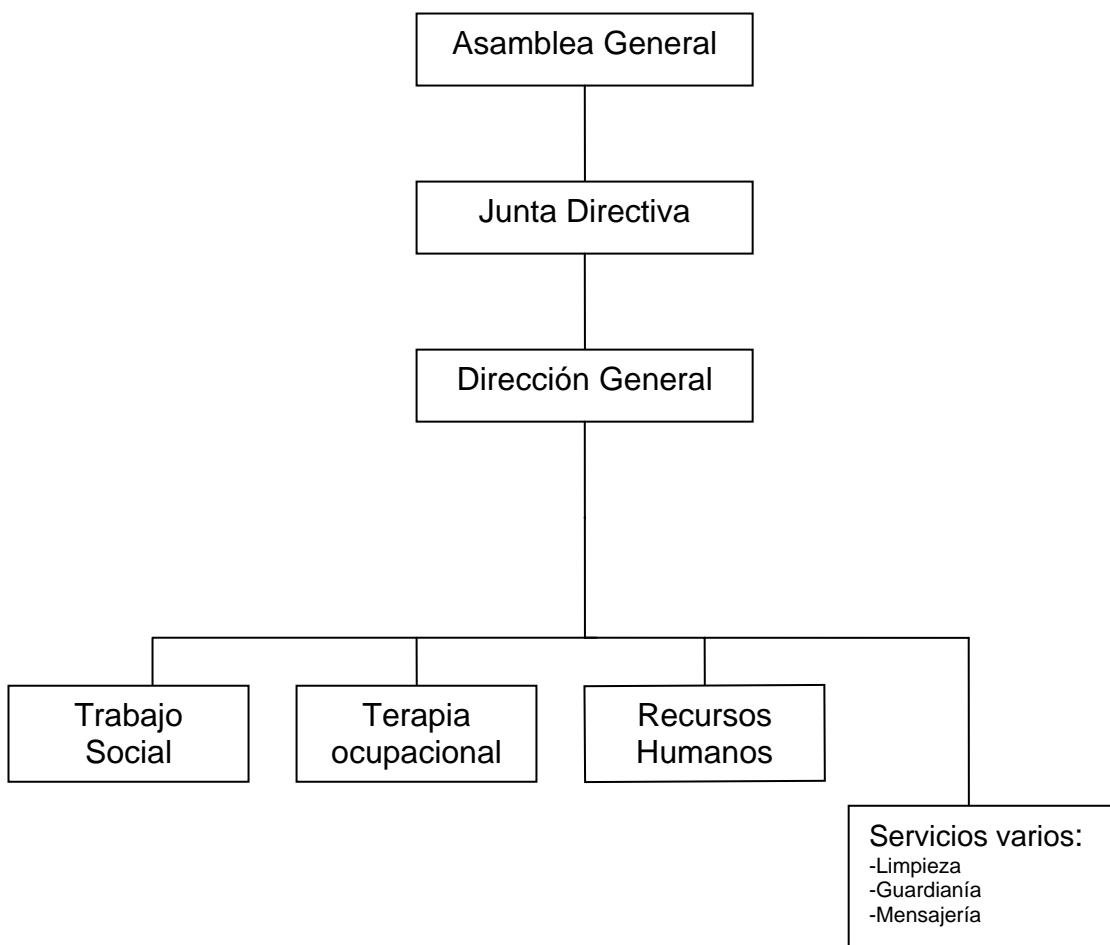 Asamblea General
Junta Directiva
Dirección General
Trabajo
Social
Terapia
ocupacional
Recursos
Humanos
Servicios varios:
-Limpieza
-Guardianía
-Mensajería